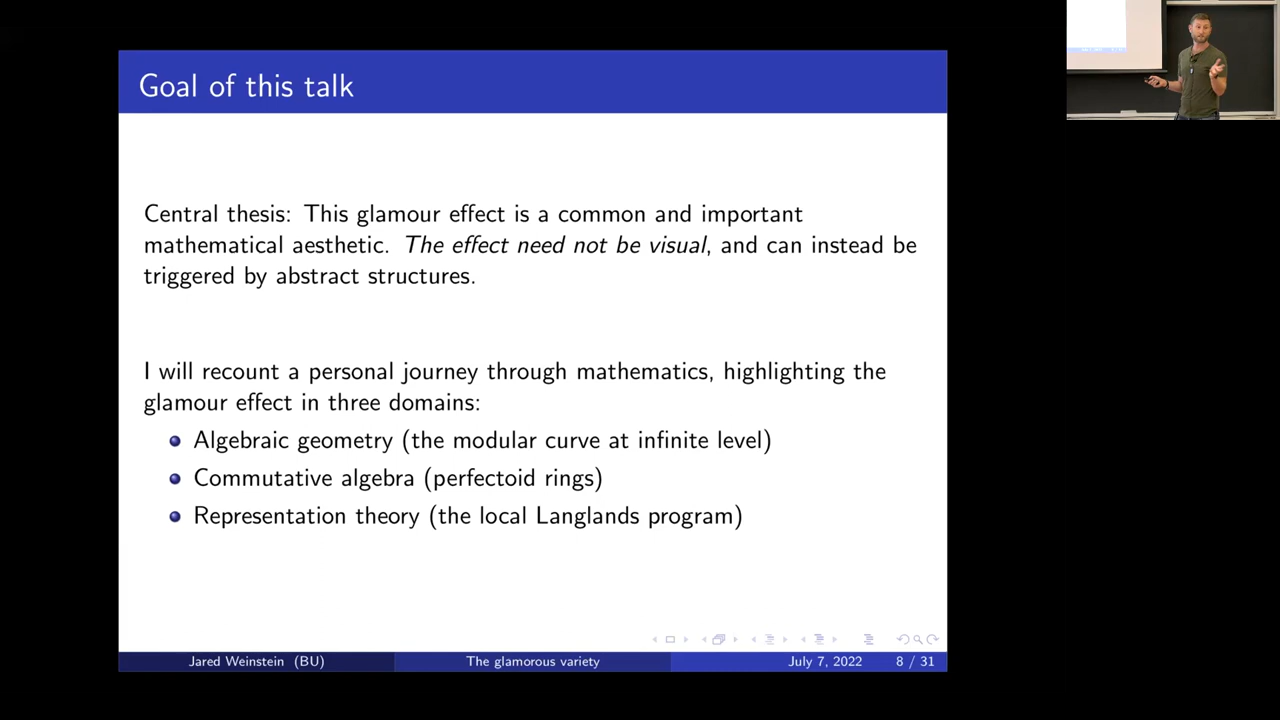 Goal of this talk
Central thesis: This glamour effect is a common and important
mathematical aesthetic. The effect need not be visual, and can instead be
triggered by abstract structures.
I will recount a personal journey through mathematics, highlighting the
glamour effect in three domains:
Algebraic geometry (the modular curve at infinite level)
Commutative algebra (perfectoid rings)
Representation theory (the local Langlands program)
Jared Weinstein (BU) The glamorous variety July 7, 2022 8 / 31